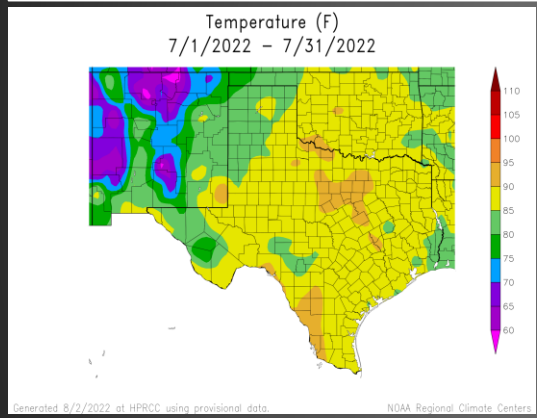 Temperature (F)
7/1/2022 – 7/31/2022
110
105
100
95
90
85
80
75
70
65
60
Generated 8/2/2022 at HPRCC using provisional data.
NOAA Regional Climate Centers